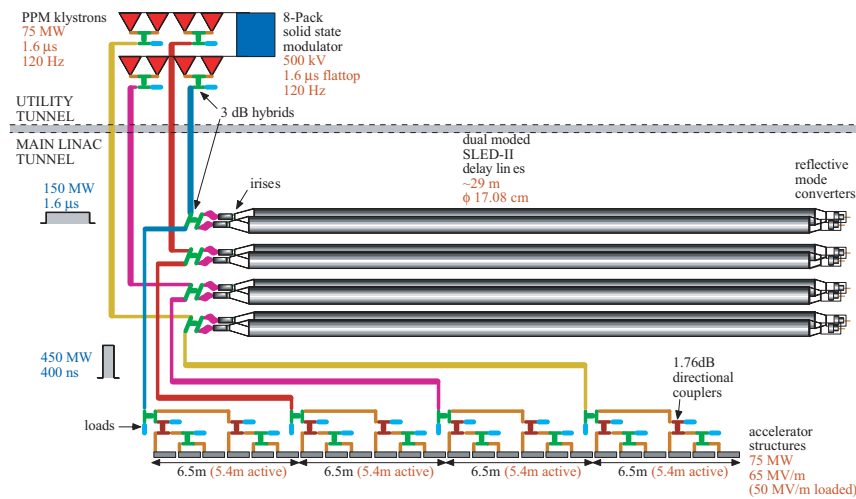 PPM klystrons
75 MW
1.6 µs
120 Hz
8-Pack
solid state
modulator
500 kV
1.6 µs flattop
120 Hz
3 dB hybrids
UTILITY
TUNNEL
MAIN LINAC
TUNNEL
dual moded
SLED-II
delay lines
~29 m
ϕ 17.08 cm
reflective
mode
converters
150 MW
1.6 µs
irises
450 MW
400 ns
1.76dB
directional
couplers
loads
accelerator
structures
75 MW
65 MV/m
(50 MV/m loaded)
6.5m (5.4m active)
6.5m (5.4m active)
6.5m (5.4m active)
6.5m (5.4m active)